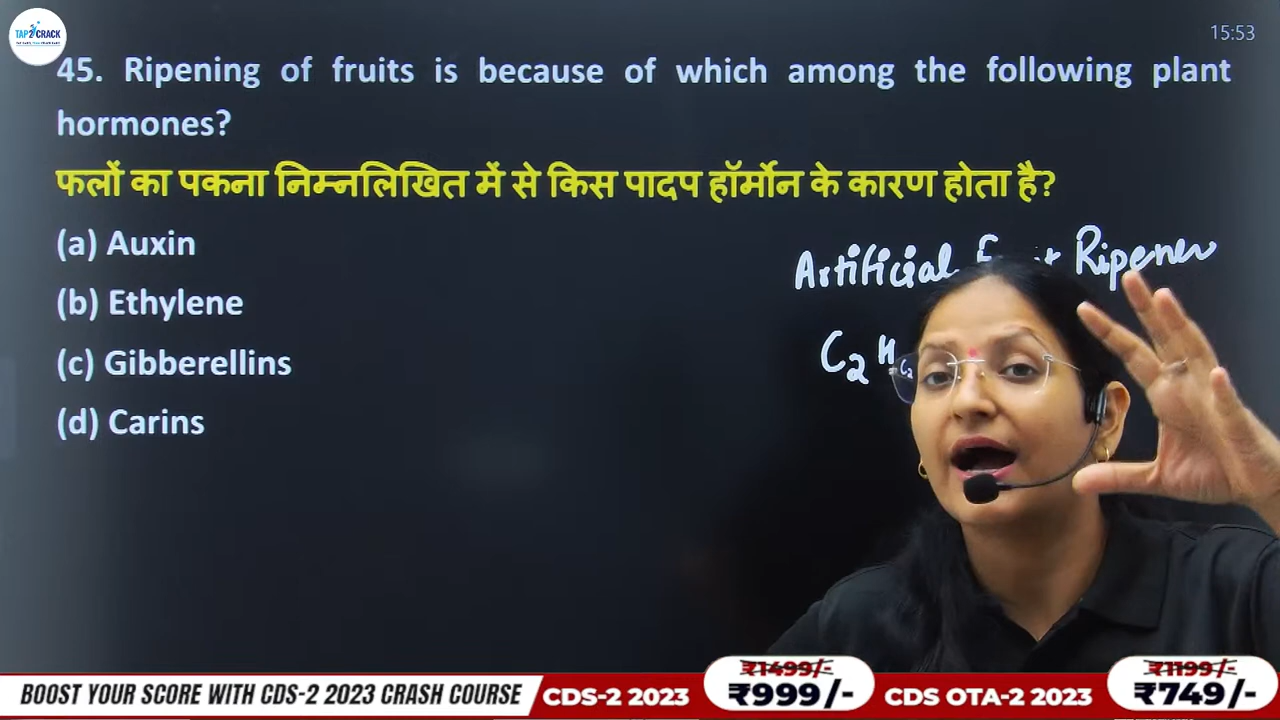 TAP2CRACK
15:53
45. Ripening of fruits is because of which among the following plant
hormones?
फलों का पकना निम्नलिखित में से किस पादप हॉर्मोन के कारण होता है?
(a) Auxin
(b) Ethylene
(c) Gibberellins
(d) Carins
Artificial Ripener
C2 H
BOOST YOUR SCORE WITH CDS-2 2023 CRASH COURSE
CDS-2 2023
₹1499/-
₹999/-
CDS OTA-2 2023
₹1199/-
₹749/-